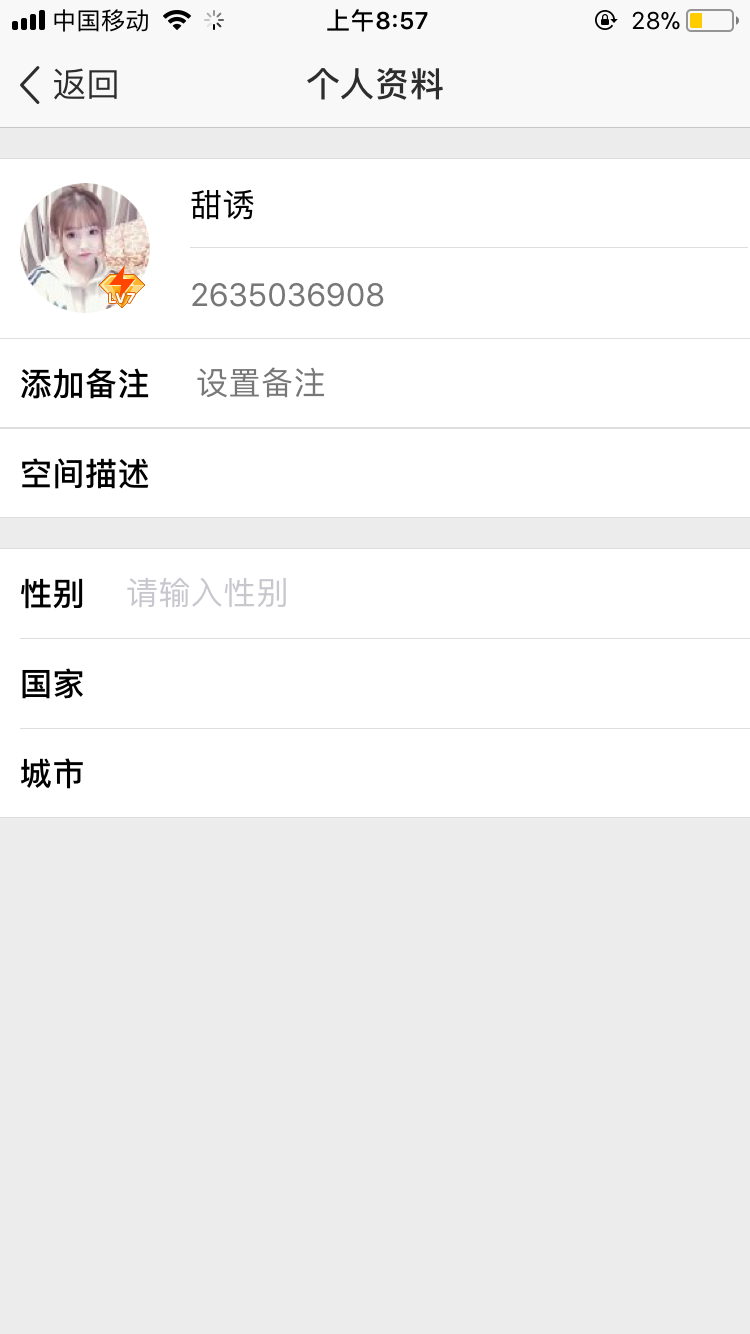 中国移动 上午8:57 28%
返回 个人资料
甜诱
LV7
2635036908
添加备注 设置备注
空间描述
性别 请输入性别
国家
城市